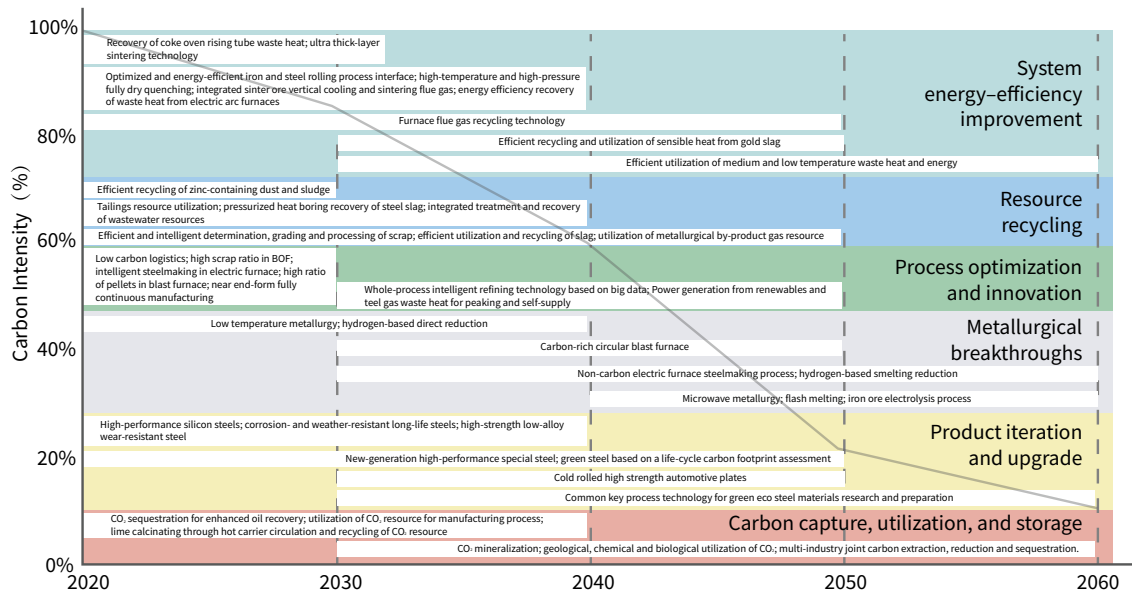 100%
80%
60%
40%
20%
0%
Carbon Intensity (%)
Recovery of coke oven rising tube waste heat; ultra thick-layer
sintering technology
Optimized and energy-efficient iron and steel rolling process interface; high-temperature and high-pressure
fully dry quenching; integrated sinter ore vertical cooling and sintering flue gas; energy efficiency recovery
of waste heat from electric arc furnaces
Furnace flue gas recycling technology
Efficient recycling and utilization of sensible heat from gold slag
Efficient utilization of medium and low temperature waste heat and energy
System
energy–efficiency
improvement
Efficient recycling of zinc-containing dust and sludge
Tailings resource utilization; pressurized heat boring recovery of steel slag; integrated treatment and recovery
of wastewater resources
Efficient and intelligent determination, grading and processing of scrap; efficient utilization and recycling of slag; utilization of metallurgical by-product gas resource
Resource
recycling
Low carbon logistics; high scrap ratio in BOF;
intelligent steelmaking in electric furnace; high ratio
of pellets in blast furnace; near end-form fully
continuous manufacturing
Whole-process intelligent refining technology based on big data; Power generation from renewables and
teel gas waste heat for peaking and self-supply
Process optimization
and innovation
Low temperature metallurgy; hydrogen-based direct reduction
Carbon-rich circular blast furnace
Non-carbon electric furnace steelmaking process; hydrogen-based smelting reduction
Microwave metallurgy; flash melting; iron ore electrolysis process
Metallurgical
breakthroughs
High-performance silicon steels; corrosion- and weather-resistant long-life steels; high-strength low-alloy
wear-resistant steel
New-generation high-performance special steel; green steel based on a life-cycle carbon footprint assessment
Cold rolled high strength automotive plates
Common key process technology for green eco steel materials research and preparation
Product iteration
and upgrade
CO₂ sequestration for enhanced oil recovery; utilization of CO₂ resource for manufacturing process;
lime calcinating through hot carrier circulation and recycling of CO₂ resource
CO₂ mineralization; geological, chemical and biological utilization of CO₂; multi-industry joint carbon extraction, reduction and sequestration.
Carbon capture, utilization, and storage
2020
2030
2040
2050
2060